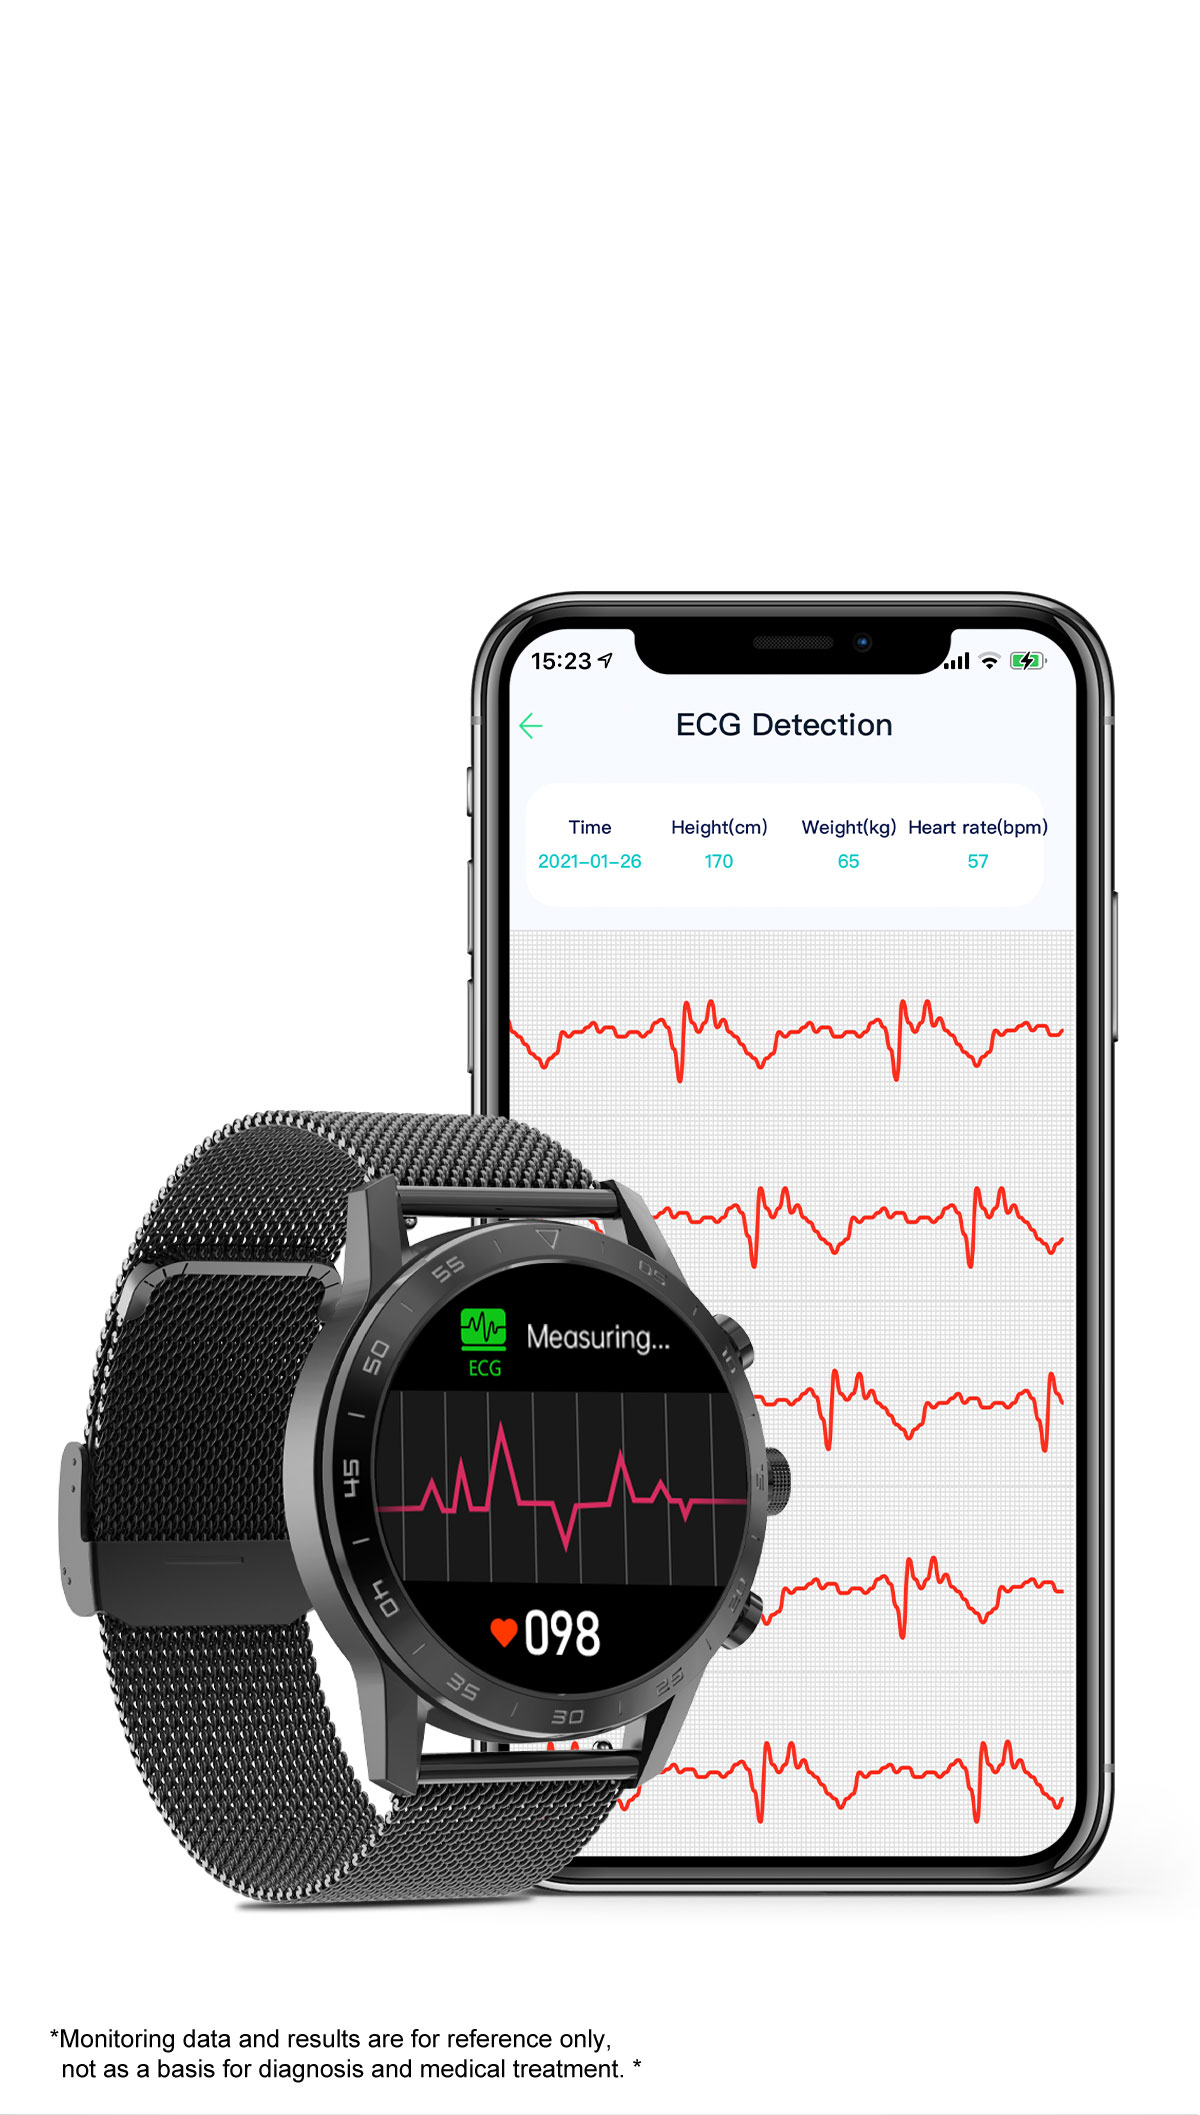 15:23
ECG Detection
Time Height(cm) Weight(kg) Heart rate(bpm)
2021-01-26 170 65 57
Measuring...
ECG
098
55
05
50
10
45
40
20
35
25
30
*Monitoring data and results are for reference only,
not as a basis for diagnosis and medical treatment. *